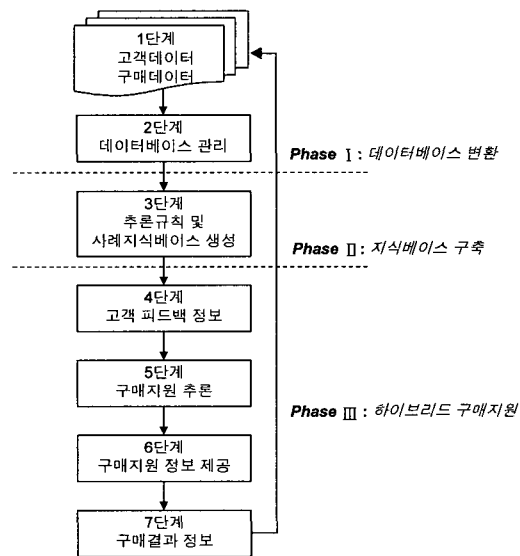 1단계
고객데이터
구매데이터
2단계
데이터베이스 관리
Phase Ⅰ : 데이터베이스 변환
3단계
추론규칙 및
사례지식베이스 생성
Phase Ⅱ : 지식베이스 구축
4단계
고객 피드백 정보
5단계
구매지원 추론
Phase Ⅲ : 하이브리드 구매지원
6단계
구매지원 정보 제공
7단계
구매결과 정보